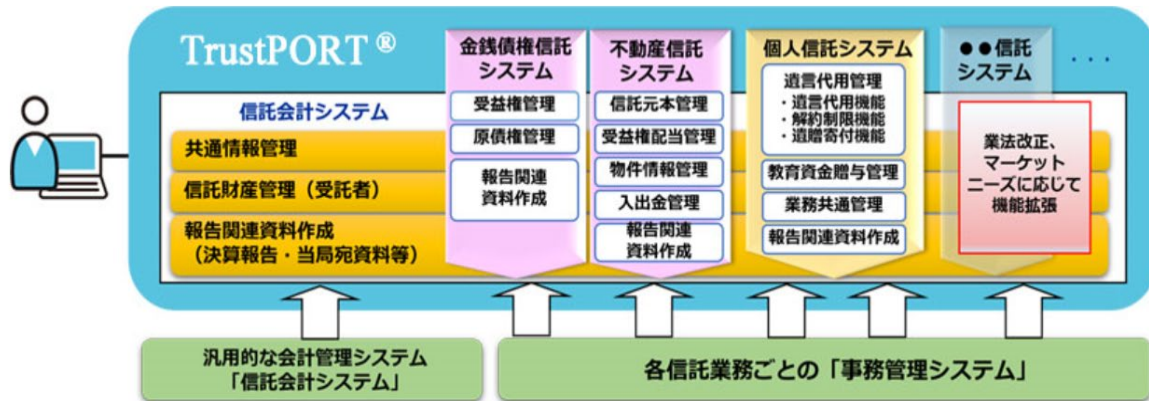 TrustPORT®
金銭債権信託
システム
不動産信託
システム
個人信託システム
●●信託
システム
・・・
信託会計システム
共通情報管理
信託財産管理（受託者）
報告関連資料作成
（決算報告・当局宛資料等）
受益権管理
原債権管理
報告関連
資料作成
信託元本管理
受益権配当管理
物件情報管理
入出金管理
報告関連
資料作成
遺言代用管理
・遺言代用機能
・解約制限機能
・遺贈寄付機能
教育資金贈与管理
業務共通管理
報告関連資料作成
業法改正、
マーケット
ニーズに応じて
機能拡張
汎用的な会計管理システム
「信託会計システム」
各信託業務ごとの「事務管理システム」